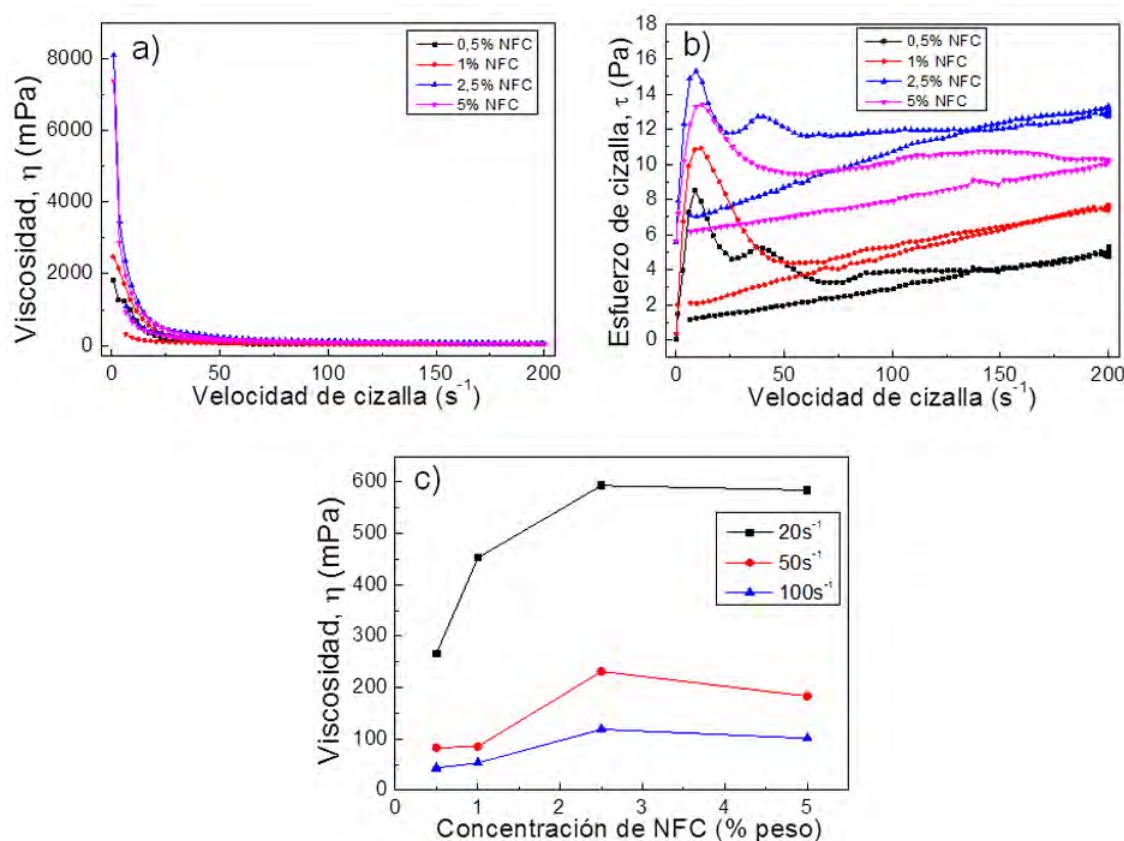 a)
0,5% NFC
1% NFC
2,5% NFC
5% NFC
8000
6000
4000
2000
0
Viscosidad, η (mPa)
0 50 100 150 200
Velocidad de cizalla (s⁻¹)
b)
0,5% NFC
1% NFC
2,5% NFC
5% NFC
18
16
14
12
10
8
6
4
2
0
Esfuerzo de cizalla, τ (Pa)
0 50 100 150 200
Velocidad de cizalla (s⁻¹)
c)
20s⁻¹
50s⁻¹
100s⁻¹
600
500
400
300
200
100
0
Viscosidad, η (mPa)
0 1 2 3 4 5
Concentración de NFC (% peso)